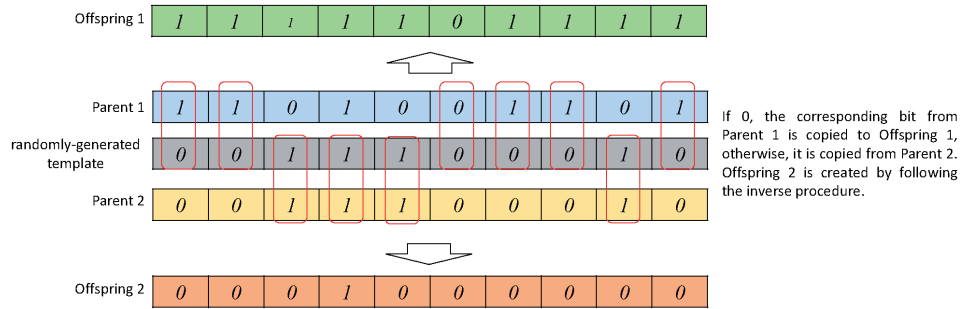 Offspring 1 1 1 1 1 1 0 1 1 1 1
Parent 1 1 1 0 1 0 0 1 1 0 1
randomly-generated
template 0 0 1 1 1 0 0 0 1 0
Parent 2 0 0 1 1 1 0 0 0 1 0
Offspring 2 0 0 0 1 0 0 0 0 0 0
If 0, the corresponding bit from
Parent 1 is copied to Offspring 1,
otherwise, it is copied from Parent 2.
Offspring 2 is created by following
the inverse procedure.